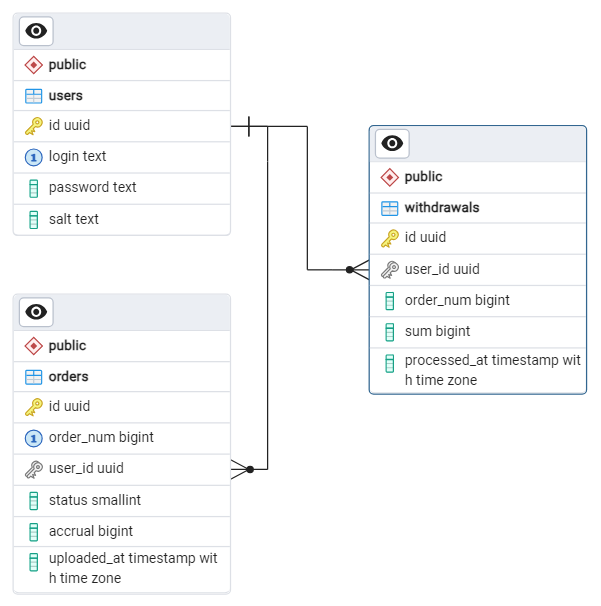 public
users
id uuid
1 login text
password text
salt text
public
withdrawals
id uuid
user_id uuid
order_num bigint
sum bigint
processed_at timestamp wit
h time zone
public
orders
id uuid
1 order_num bigint
user_id uuid
status smallint
accrual bigint
uploaded_at timestamp wit
h time zone